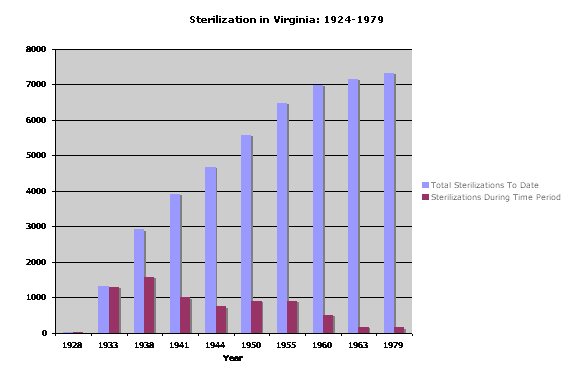 Sterilization in Virginia: 1924-1979
8000
7000
6000
5000
4000
3000
2000
1000
0
1928 1933 1938 1941 1944 1950 1955 1960 1963 1979
Year
Total Sterilizations To Date
Sterilizations During Time Period